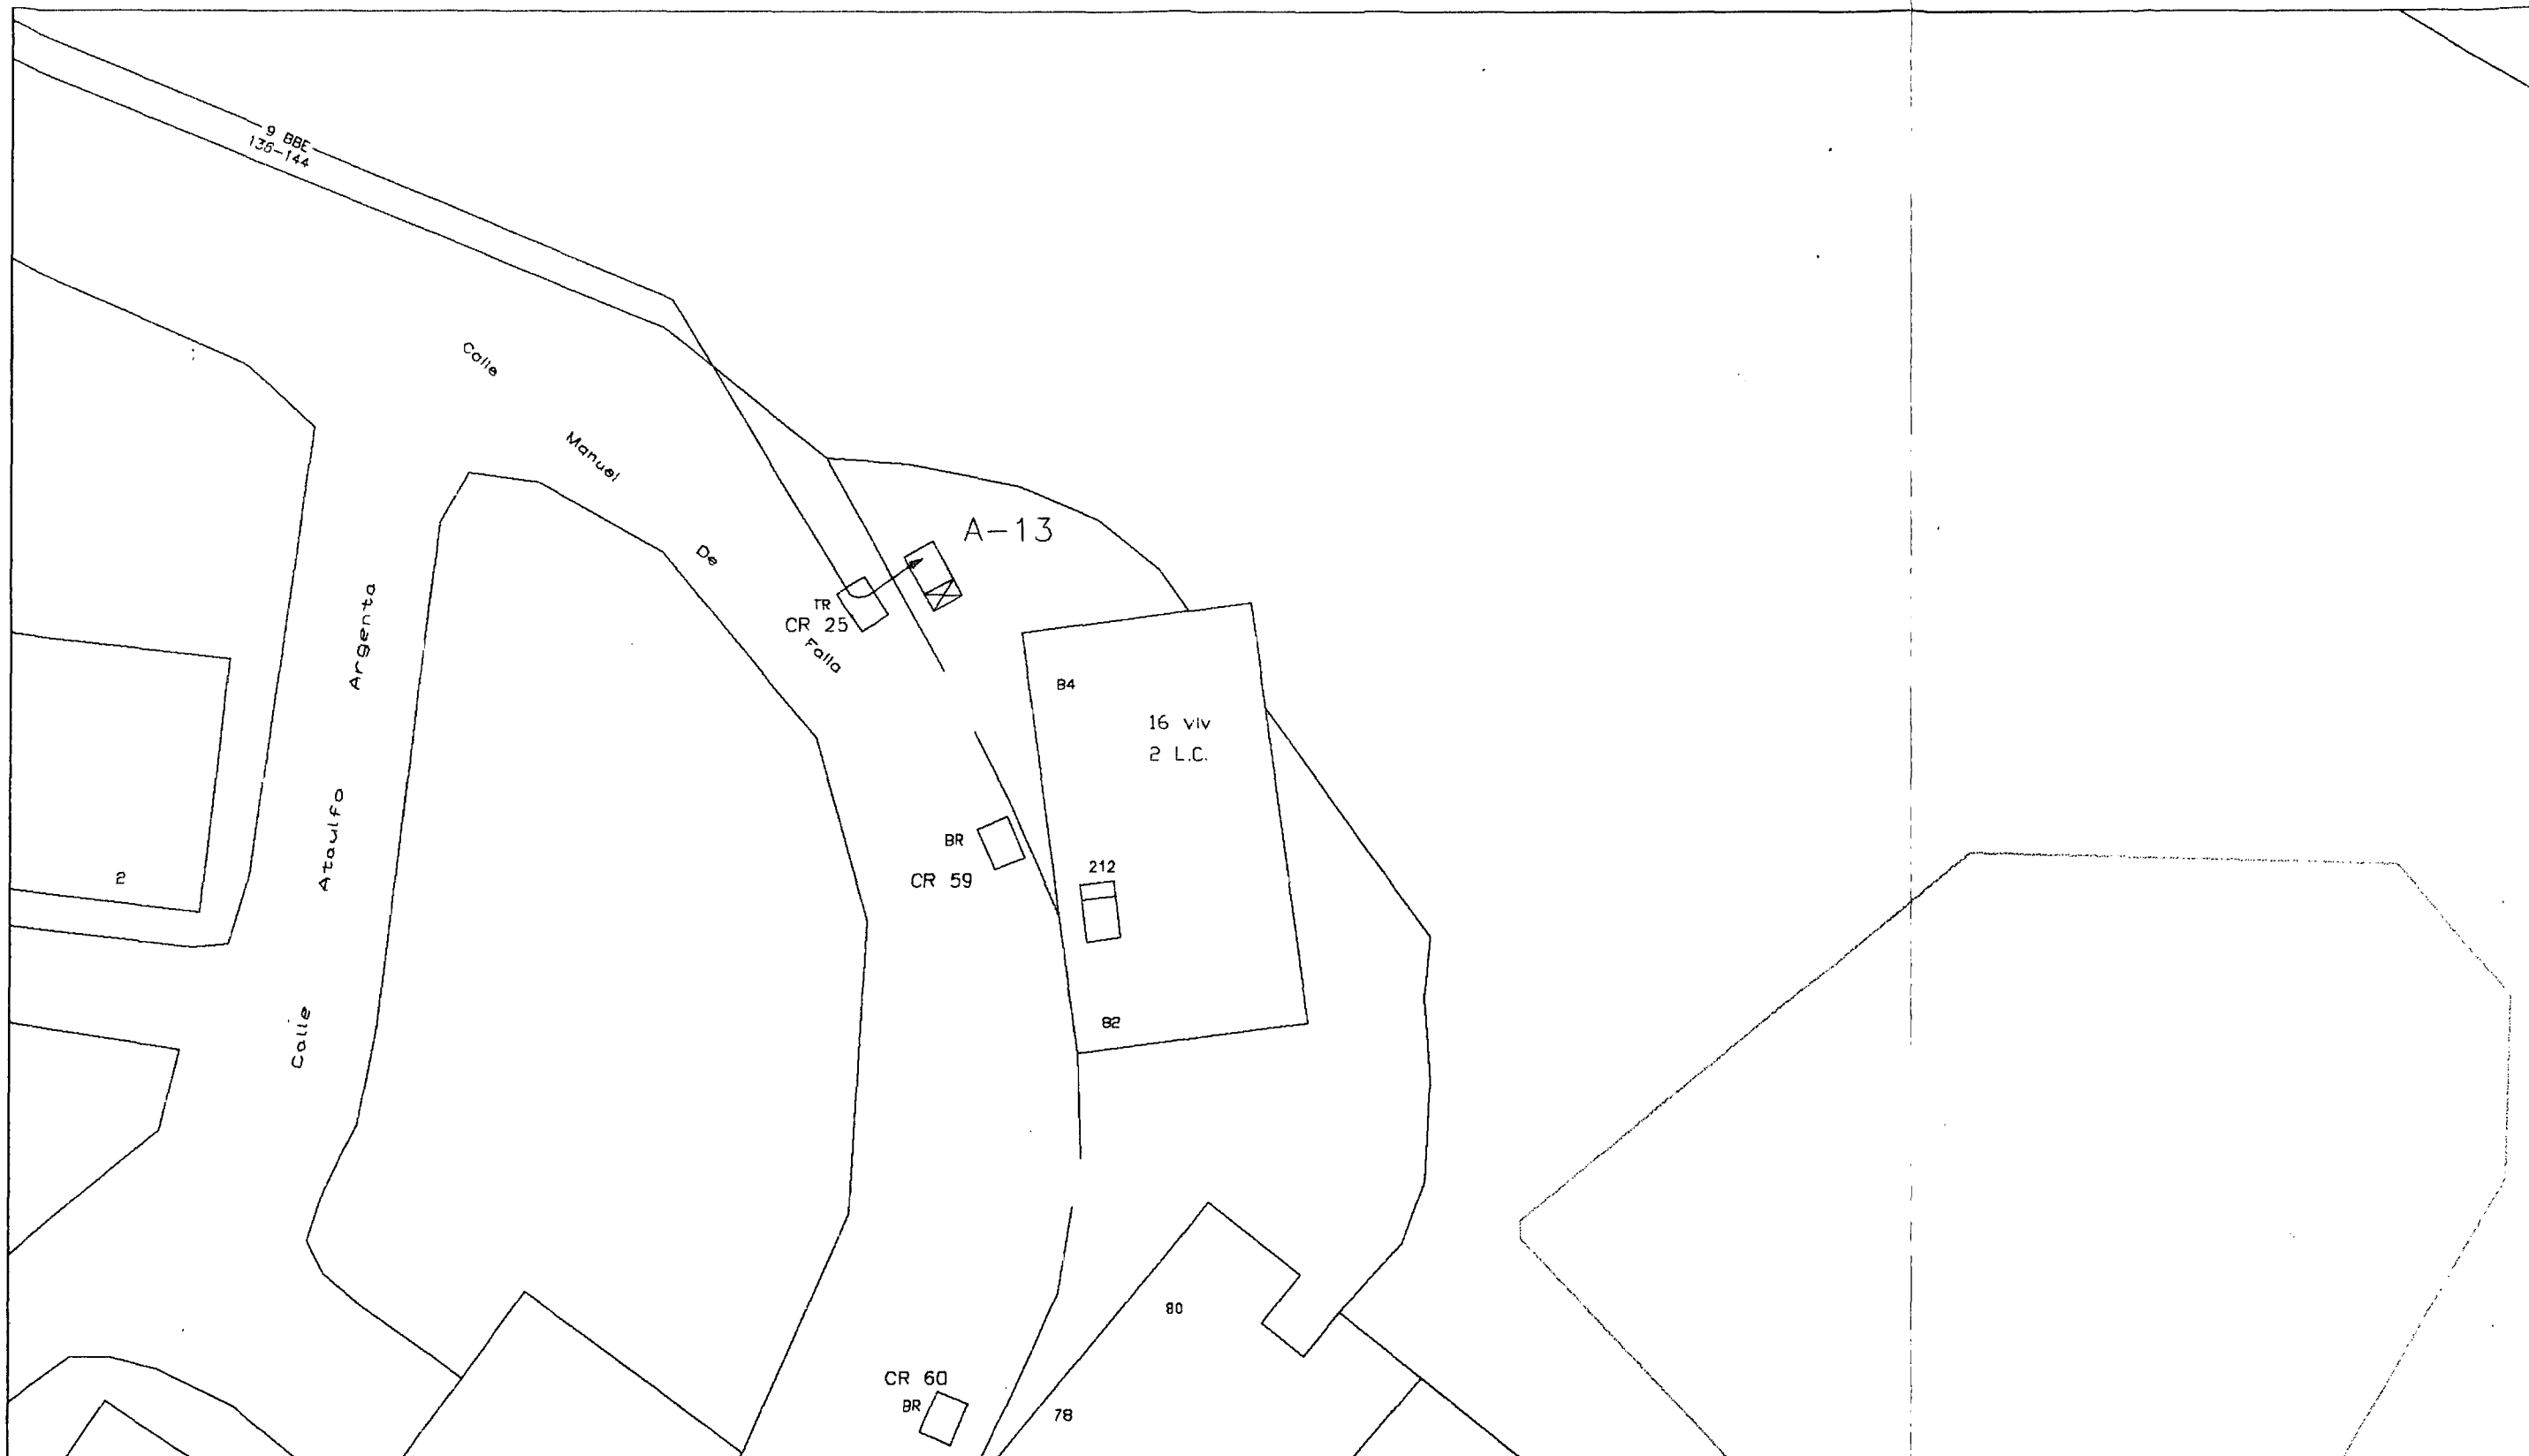 9 BBE
136-144
Calle
Manuel
De
Falla
A-13
TR
CR 25
Calle Ataulfo Argenta
84
16 viv
2 L.C.
BR
CR 59
212
2
82
80
CR 60
BR
78